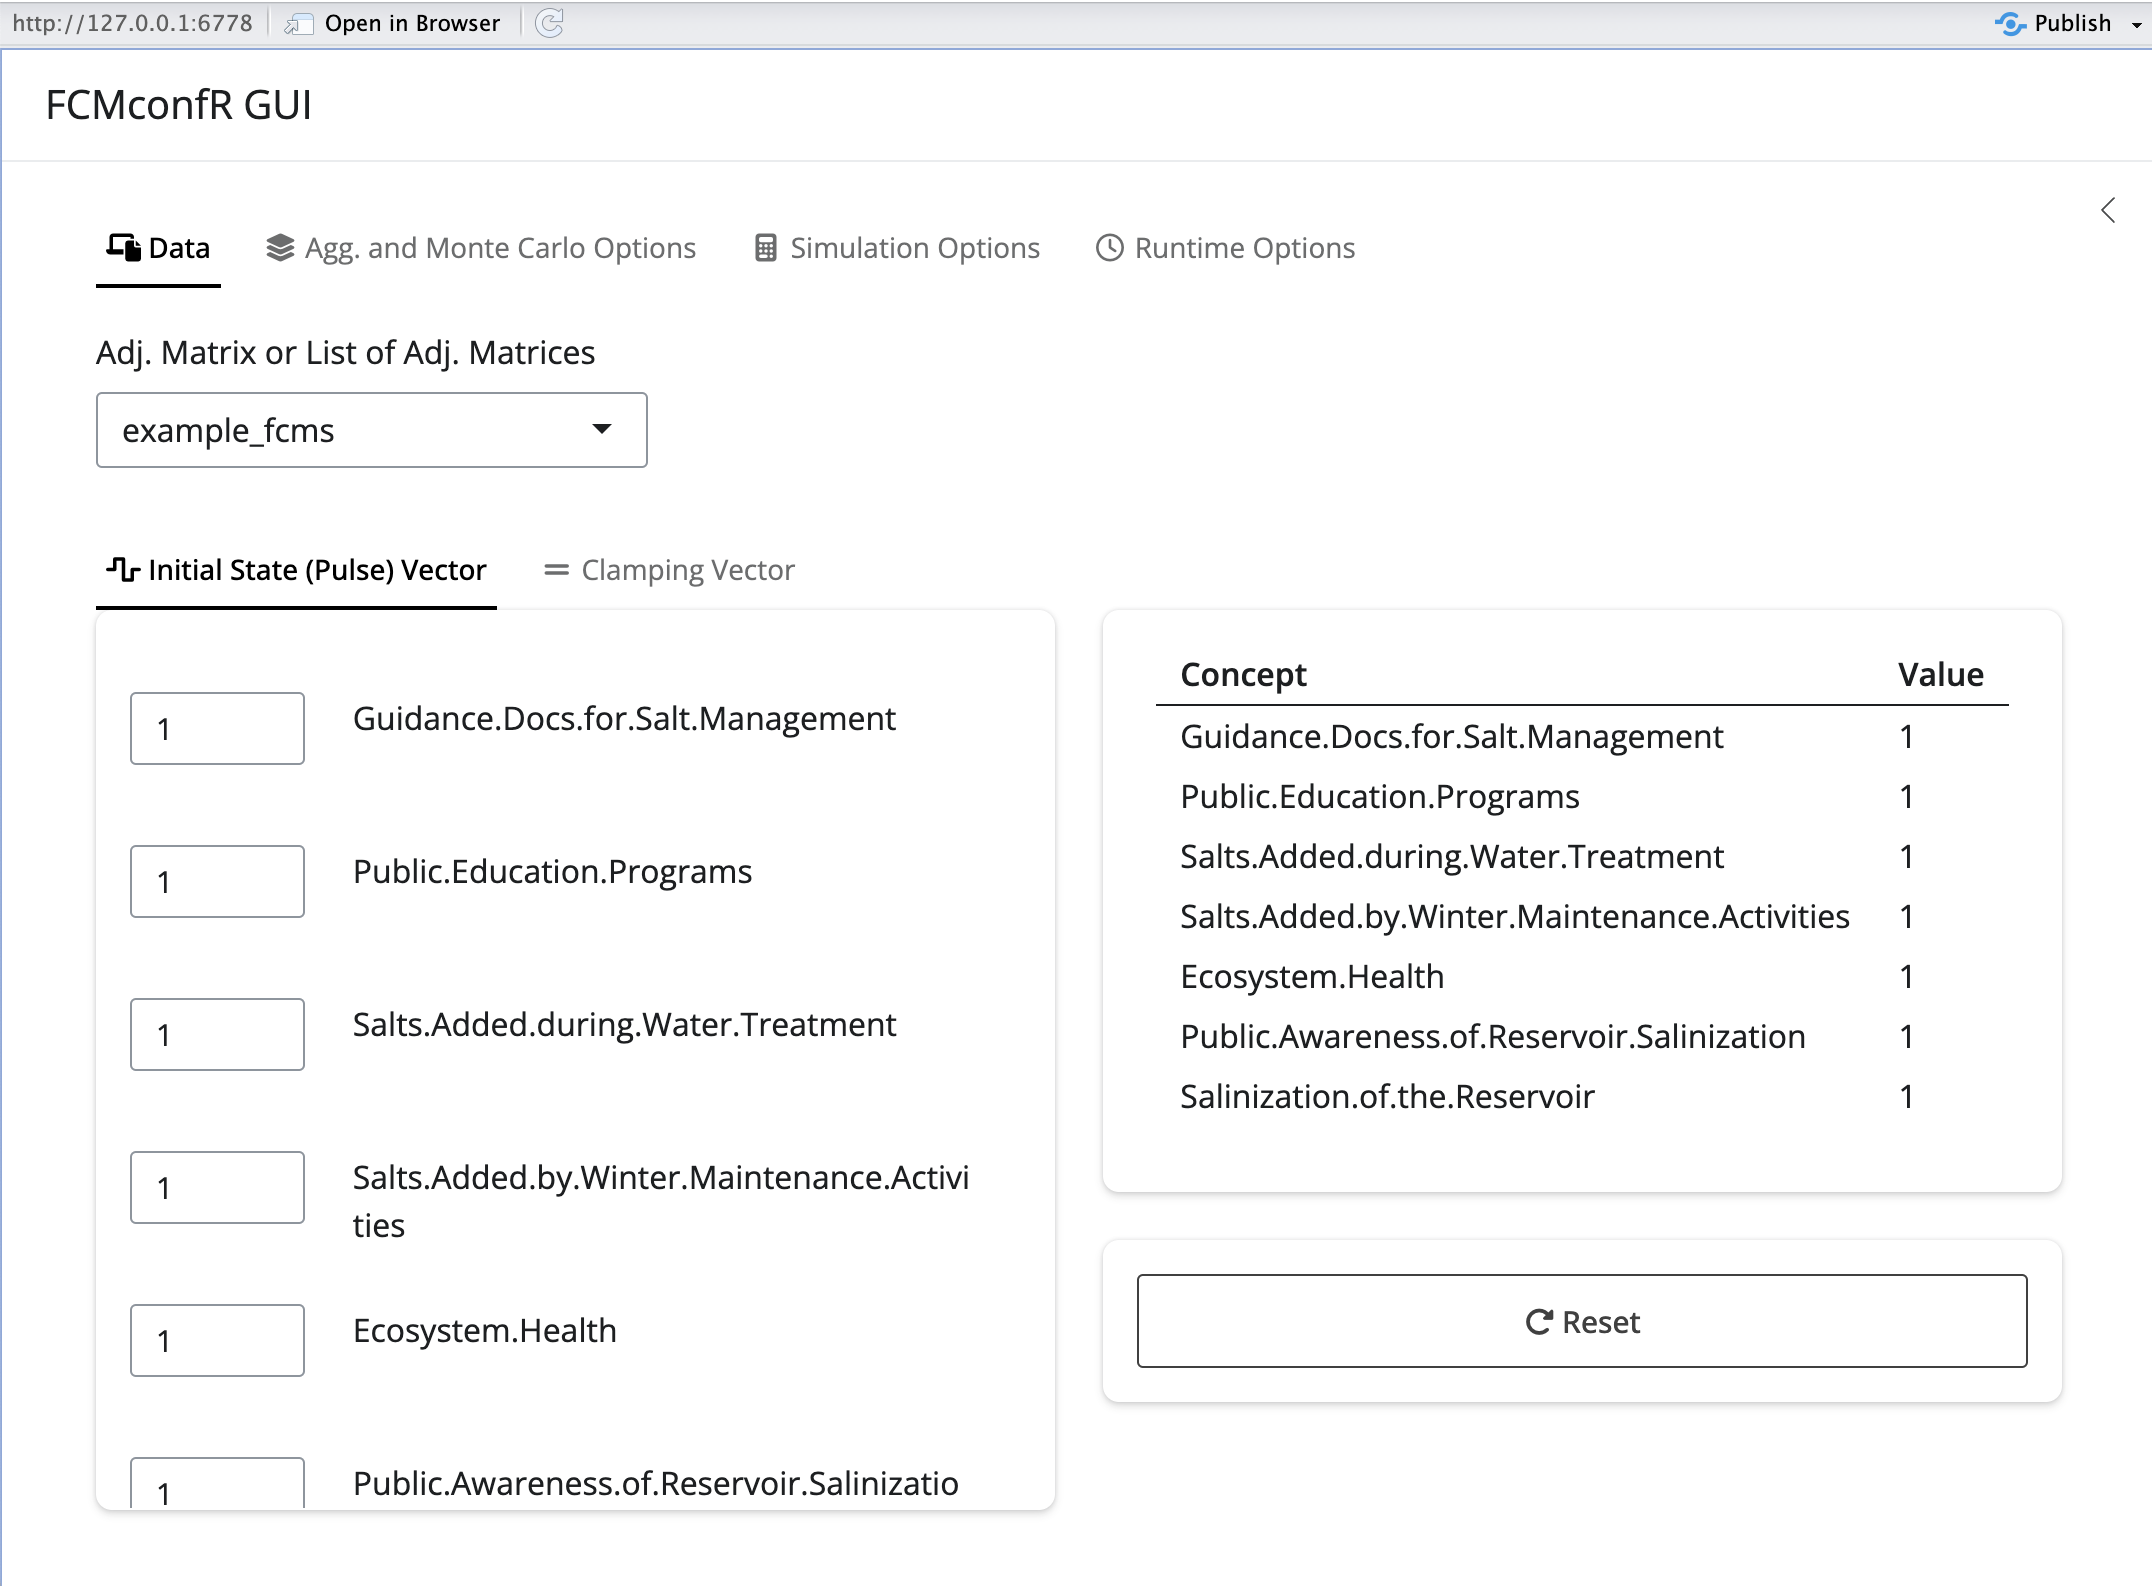 http://127.0.0.1:6778 Open in Browser Publish
FCMconfR GUI
Data Agg. and Monte Carlo Options Simulation Options Runtime Options
Adj. Matrix or List of Adj. Matrices
example_fcms
Initial State (Pulse) Vector Clamping Vector
1 Guidance.Docs.for.Salt.Management
1 Public.Education.Programs
1 Salts.Added.during.Water.Treatment
1 Salts.Added.by.Winter.Maintenance.Activi
ties
1 Ecosystem.Health
1 Public.Awareness.of.Reservoir.Salinizatio
Concept Value
Guidance.Docs.for.Salt.Management 1
Public.Education.Programs 1
Salts.Added.during.Water.Treatment 1
Salts.Added.by.Winter.Maintenance.Activities 1
Ecosystem.Health 1
Public.Awareness.of.Reservoir.Salinization 1
Salinization.of.the.Reservoir 1
Reset